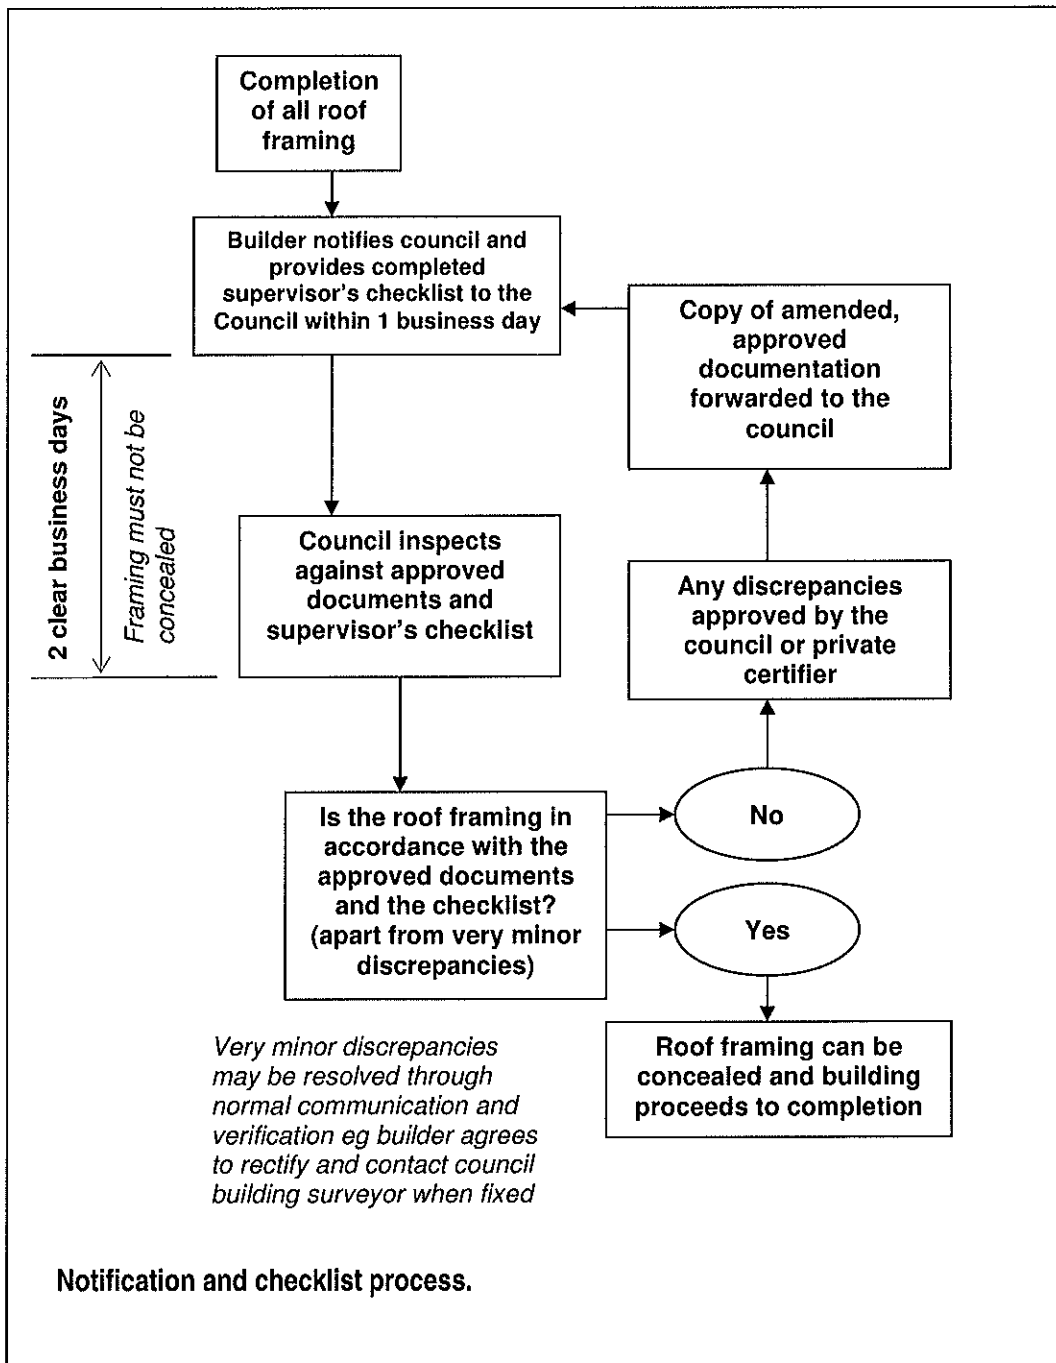 Completion
of all roof
framing
Builder notifies council and
provides completed
supervisor's checklist to the
Council within 1 business day
Copy of amended,
approved
documentation
forwarded to the
council
2 clear business days
Framing must not be
concealed
Council inspects
against approved
documents and
supervisor's checklist
Any discrepancies
approved by the
council or private
certifier
Is the roof framing in
accordance with the
approved documents
and the checklist?
(apart from very minor
discrepancies)
No
Yes
Roof framing can be
concealed and building
proceeds to completion
Very minor discrepancies
may be resolved through
normal communication and
verification eg builder agrees
to rectify and contact council
building surveyor when fixed
Notification and checklist process.